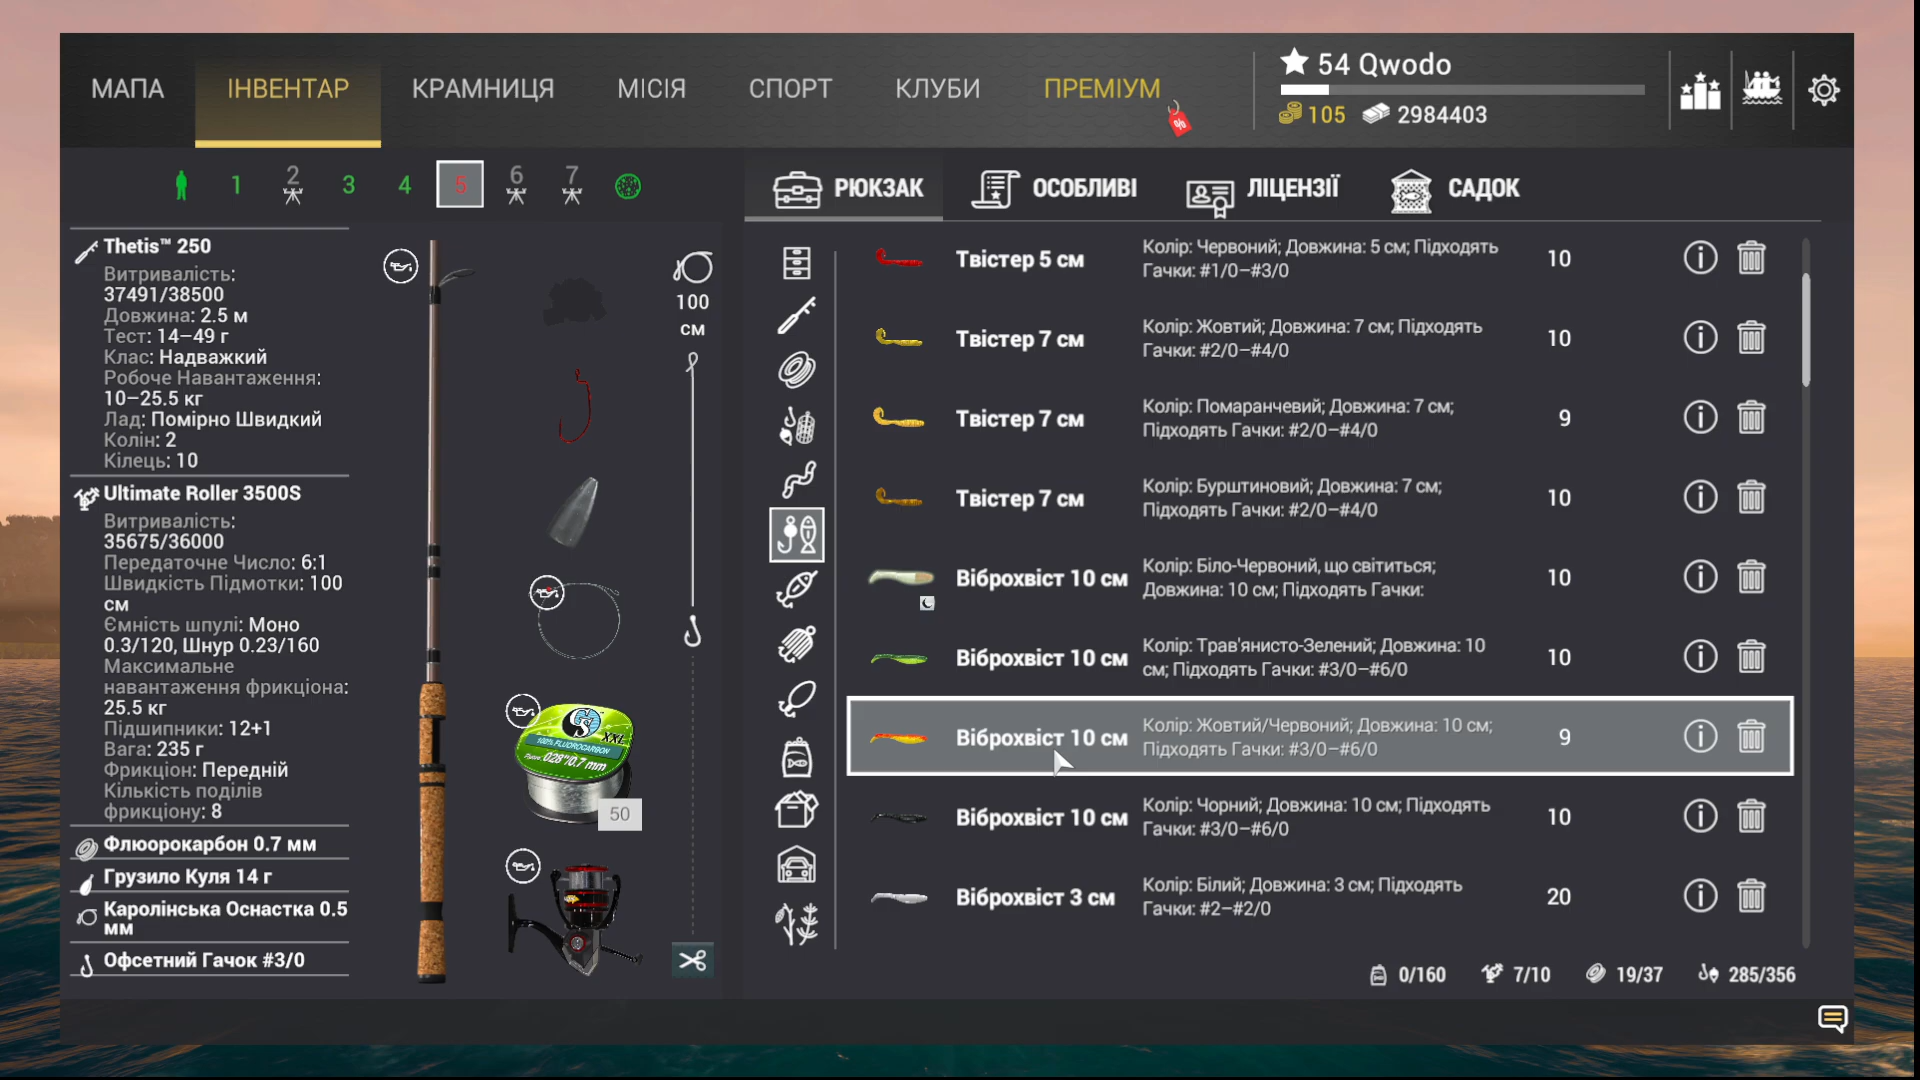 МАПА
ІНВЕНТАР
КРАМНИЦЯ
МІСІЯ
СПОРТ
КЛУБИ
ПРЕМІУМ
%
54 Qwodo
105 2984403
1 2 3 4 5 6 7
РЮКЗАК
ОСОБЛИВІ
ЛІЦЕНЗІЇ
САДОК
Thetis™ 250
Витривалість:
37491/38500
Довжина: 2.5 м
Тест: 14–49 г
Клас: Надважкий
Робоче Навантаження:
10–25.5 кг
Лад: Помірно Швидкий
Колін: 2
Кілець: 10
Ultimate Roller 3500S
Витривалість:
35675/36000
Передаточне Число: 6:1
Швидкість Підмотки: 100
см
Ємність шпулі: Моно
0.3/120, Шнур 0.23/160
Максимальне
навантаження фрикціона:
25.5 кг
Підшипники: 12+1
Вага: 235 г
Фрикціон: Передній
Кількість поділів
фрикціону: 8
Флюорокарбон 0.7 мм
Грузило Куля 14 г
Каролінська Оснастка 0.5
мм
Офсетний Гачок #3/0
100
см
XXL
100% FLUOROCARBON
.028"/0.7 mm
50
Твістер 5 см
Колір: Червоний; Довжина: 5 см; Підходять
Гачки: #1/0–#3/0
10
Твістер 7 см
Колір: Жовтий; Довжина: 7 см; Підходять
Гачки: #2/0–#4/0
10
Твістер 7 см
Колір: Помаранчевий; Довжина: 7 см;
Підходять Гачки: #2/0–#4/0
9
Твістер 7 см
Колір: Бурштиновий; Довжина: 7 см;
Підходять Гачки: #2/0–#4/0
10
Віброхвіст 10 см
Колір: Біло-Червоний, що світиться;
Довжина: 10 см; Підходять Гачки:
10
Віброхвіст 10 см
Колір: Трав'янисто-Зелений; Довжина: 10
см; Підходять Гачки: #3/0–#6/0
10
Віброхвіст 10 см
Колір: Жовтий/Червоний; Довжина: 10 см;
Підходять Гачки: #3/0–#6/0
9
Віброхвіст 10 см
Колір: Чорний; Довжина: 10 см; Підходять
Гачки: #3/0–#6/0
10
Віброхвіст 3 см
Колір: Білий; Довжина: 3 см; Підходять
Гачки: #2–#2/0
20
0/160 7/10 19/37 285/356